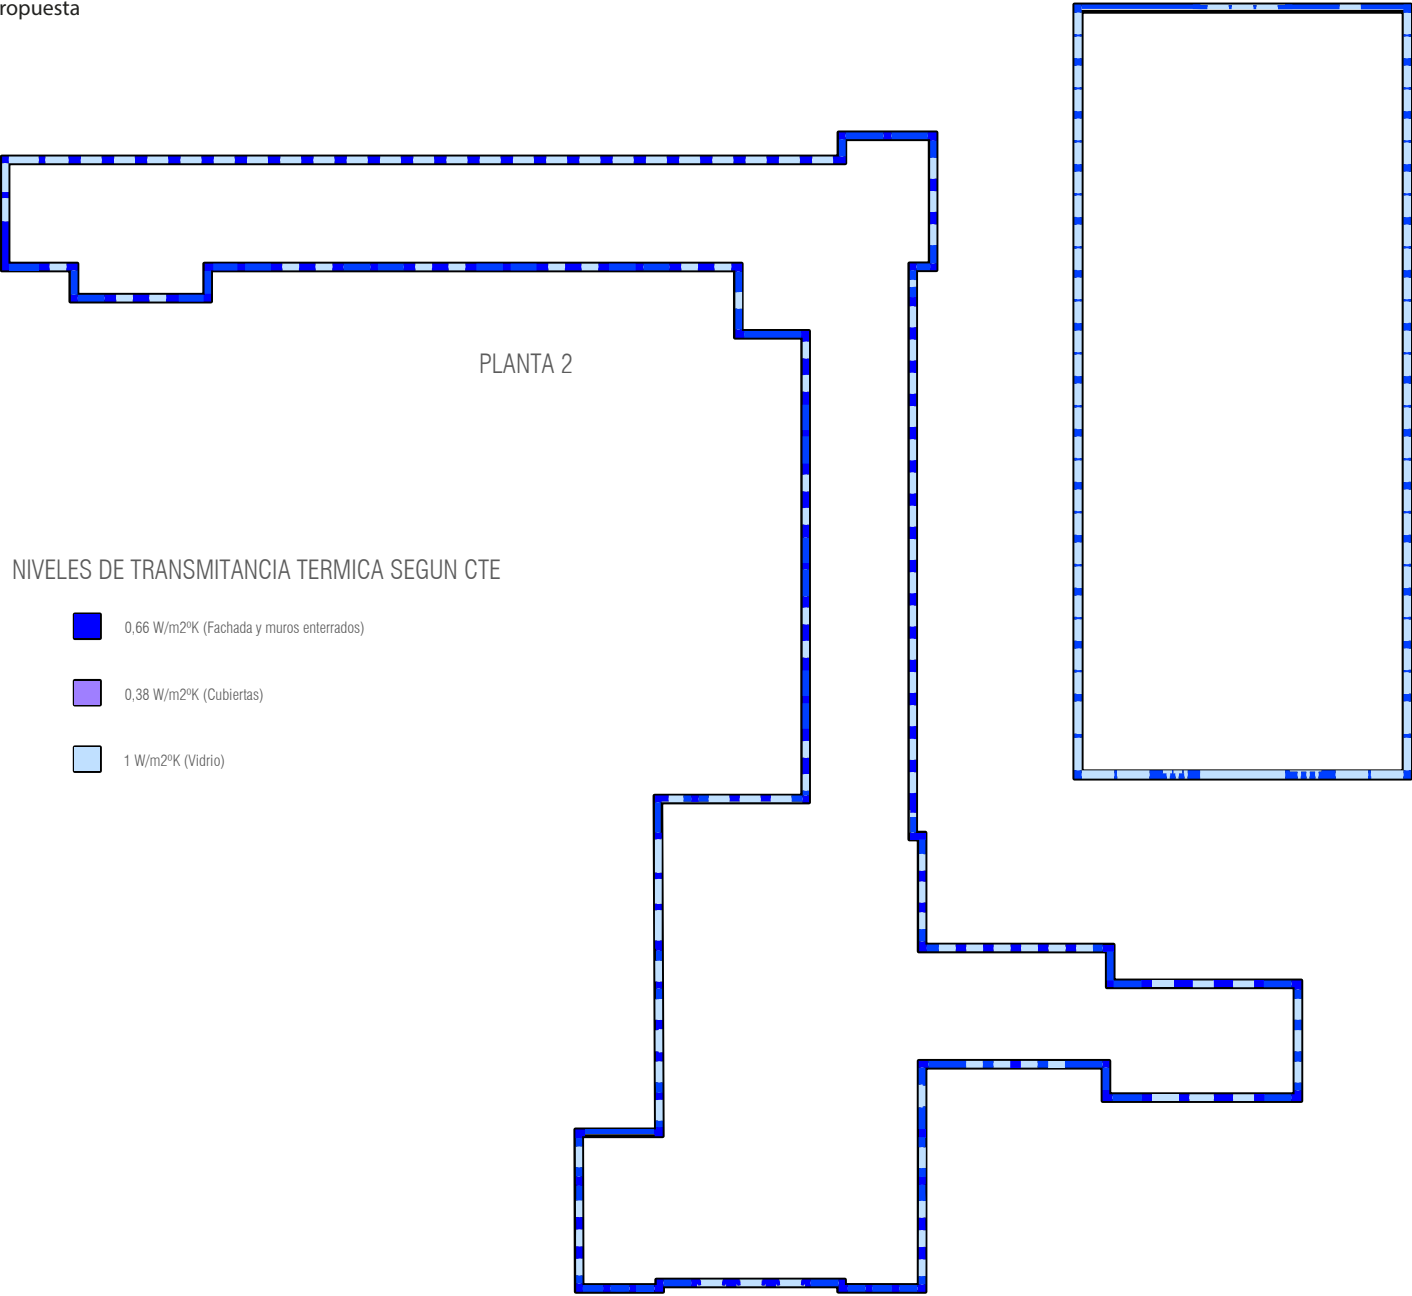 ropuesta
PLANTA 2
NIVELES DE TRANSMITANCIA TERMICA SEGUN CTE
0,66 W/m2ºK (Fachada y muros enterrados)
0,38 W/m2ºK (Cubiertas)
1 W/m2ºK (Vidrio)